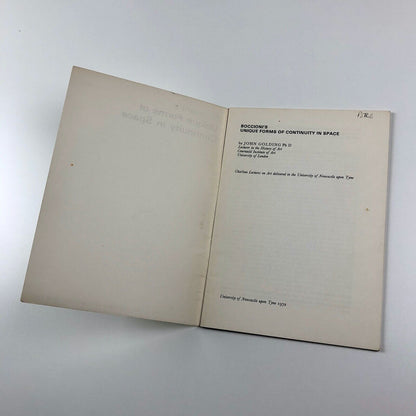 BOCCIONI'S
UNIQUE FORMS OF CONTINUITY IN SPACE
by JOHN GOLDING Ph D
Lecturer in the History of Art
Courtauld Institute of Art
University of London
Charlton Lectures on Art delivered in the University of Newcastle upon Tyne
University of Newcastle upon Tyne 1972